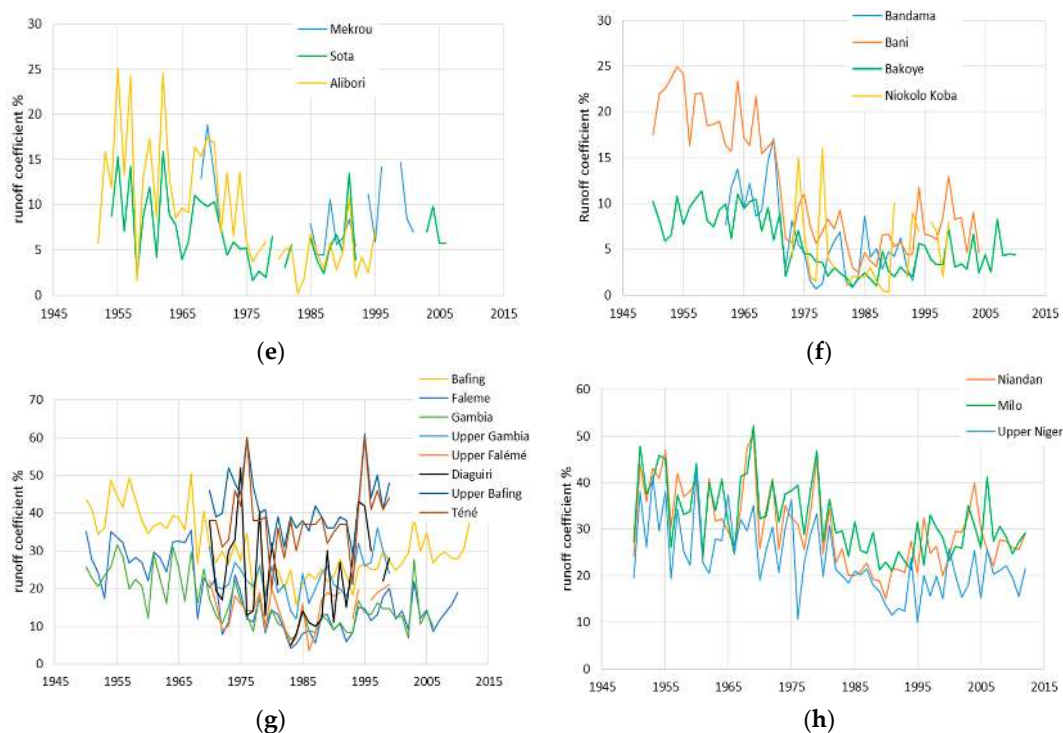 30
25
20
15
10
5
0
runoff coefficient %
Mekrou
Sota
Alibori
1945 1955 1965 1975 1985 1995 2005 2015
(e)
30
25
20
15
10
5
0
Runoff coefficient %
Bandama
Bani
Bakoye
Niokolo Koba
1945 1955 1965 1975 1985 1995 2005 2015
(f)
70
60
50
40
30
20
10
0
runoff coefficient %
Bafing
Faleme
Gambia
Upper Gambia
Upper Falémé
Diaguiri
Upper Bafing
Téné
1945 1955 1965 1975 1985 1995 2005 2015
(g)
60
50
40
30
20
10
0
runoff coefficient %
Niandan
Milo
Upper Niger
1945 1955 1965 1975 1985 1995 2005 2015
(h)